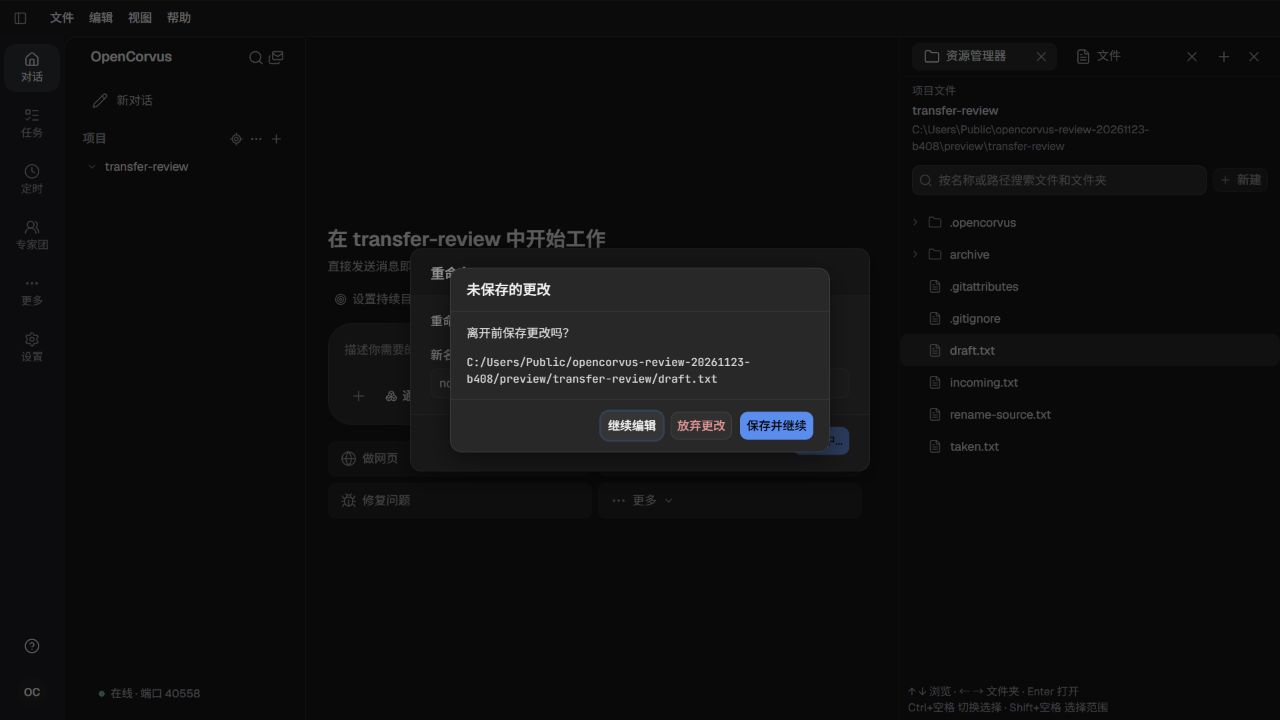 文件 编辑 视图 帮助
对话
任务
定时
专家团
更多
设置
OC
OpenCorvus
新对话
项目
transfer-review
在线 · 端口 40558
在 transfer-review 中开始工作
直接发送消息即
设置持续目
描述你需要的
做网页
修复问题
更多
重命
重命
新名
未保存的更改
离开前保存更改吗?
C:/Users/Public/opencorvus-review-20261123-
b408/preview/transfer-review/draft.txt
继续编辑 放弃更改 保存并继续
中...
资源管理器 文件
项目文件
transfer-review
C:\Users\Public\opencorvus-review-20261123-
b408\preview\transfer-review
按名称或路径搜索文件和文件夹 新建
.opencorvus
archive
.gitattributes
.gitignore
draft.txt
incoming.txt
rename-source.txt
taken.txt
↑↓ 浏览 · ←→ 文件夹 · Enter 打开
Ctrl+空格 切换选择 · Shift+空格 选择范围